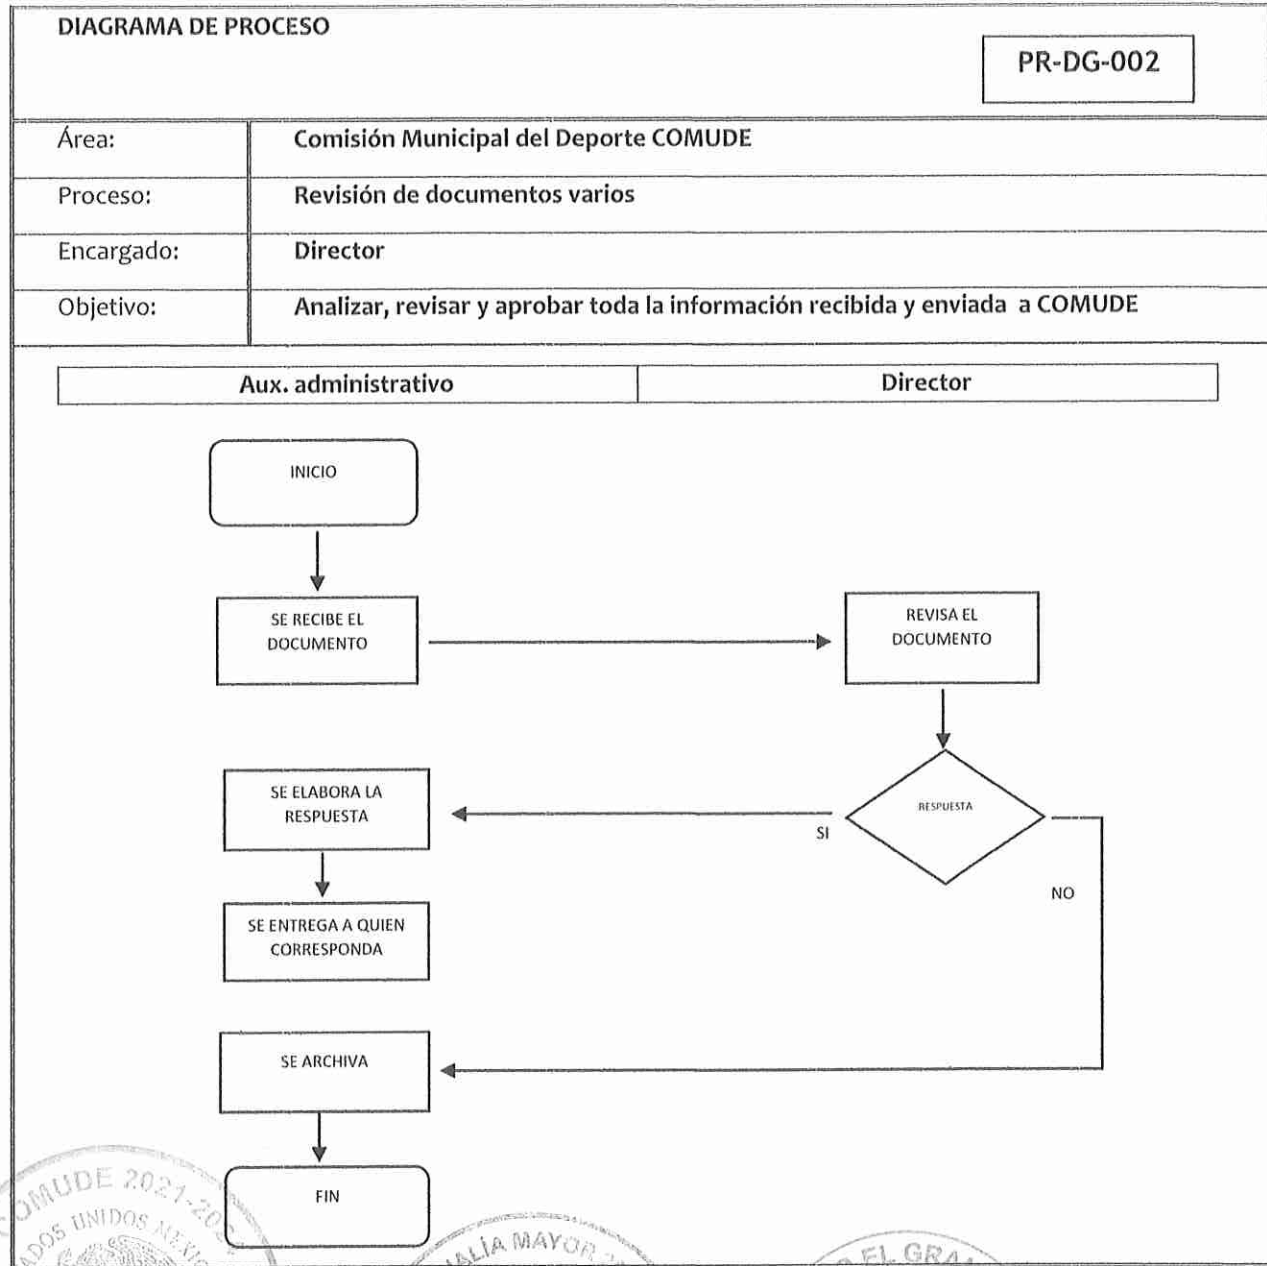 DIAGRAMA DE PROCESO
PR-DG-002
Área: Comisión Municipal del Deporte COMUDE
Proceso: Revisión de documentos varios
Encargado: Director
Objetivo: Analizar, revisar y aprobar toda la información recibida y enviada a COMUDE
Aux. administrativo Director
INICIO
SE RECIBE EL
DOCUMENTO
REVISA EL
DOCUMENTO
RESPUESTA
SI
NO
SE ELABORA LA
RESPUESTA
SE ENTREGA A QUIEN
CORRESPONDA
SE ARCHIVA
FIN
COMUDE 2021-202
UNIDOS
MAYOR
EL